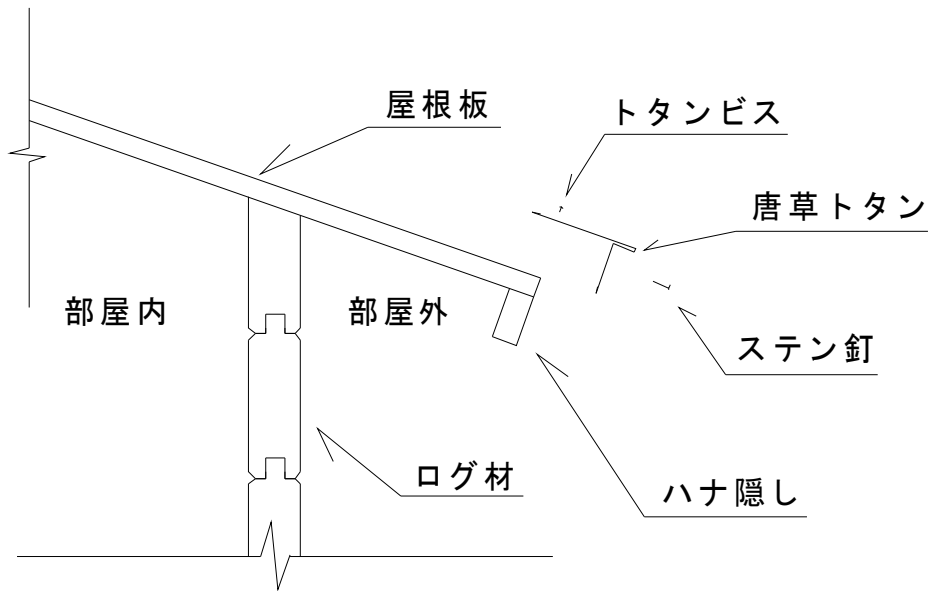 屋根板
トタンビス
唐草トタン
部屋内
部屋外
ステン釘
ログ材
ハナ隠し